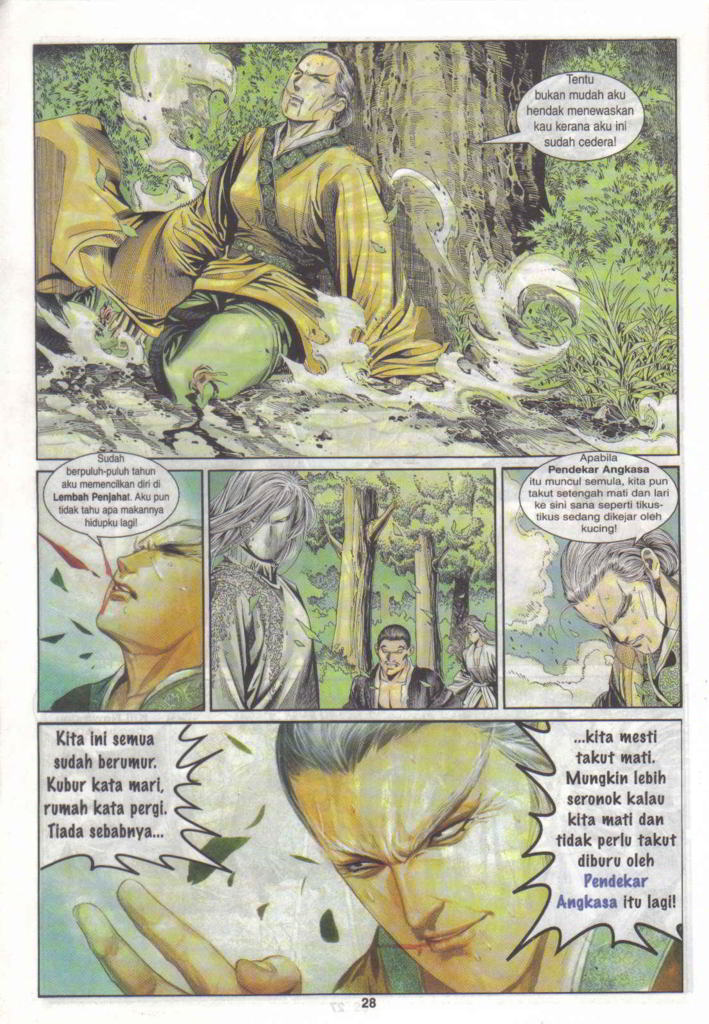 Tentu
bukan mudah aku
hendak menewaskan
kau kerana aku ini
sudah cedera!
Sudah
berpuluh-puluh tahun
aku memencilkan diri di
Lembah Penjahat. Aku pun
tidak tahu apa makannya
hidupku lagi!
Apabila
Pendekar Angkasa
itu muncul semula, kita pun
takut setengah mati dan lari
ke sini sana seperti tikus-
tikus sedang dikejar oleh
kucing!
Kita ini semua
sudah berumur.
Kubur kata mari,
rumah kata pergi.
Tiada sebabnya...
...kita mesti
takut mati.
Mungkin lebih
seronok kalau
kita mati dan
tidak perlu takut
diburu oleh
Pendekar
Angkasa itu lagi!
28